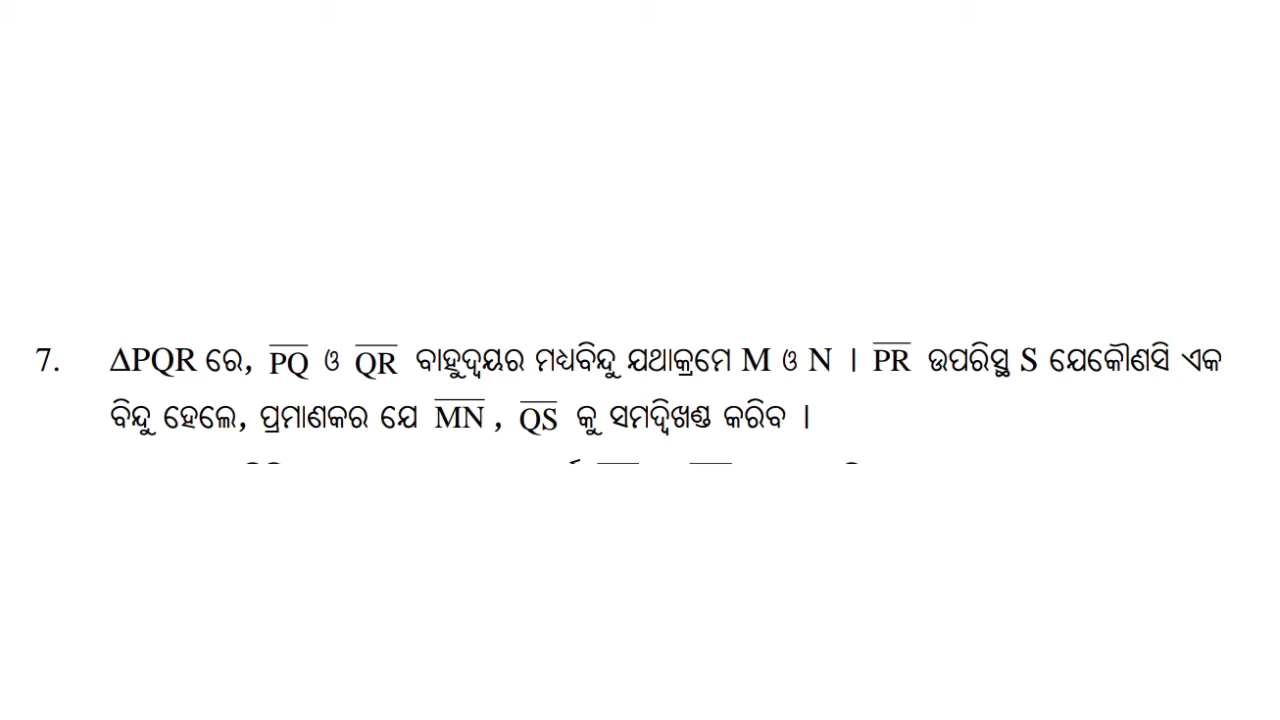 7. ΔPQR ରେ, PQ ଓ QR ବାହୁଦ୍ୱୟର ମଧ୍ୟବିନ୍ଦୁ ଯଥାକ୍ରମେ M ଓ N । PR ଉପରିସ୍ଥ S ଯେକୌଣସି ଏକ
ବିନ୍ଦୁ ହେଲେ, ପ୍ରମାଣକର ଯେ MN , QS କୁ ସମଦ୍ୱିଖଣ୍ଡ କରିବ ।